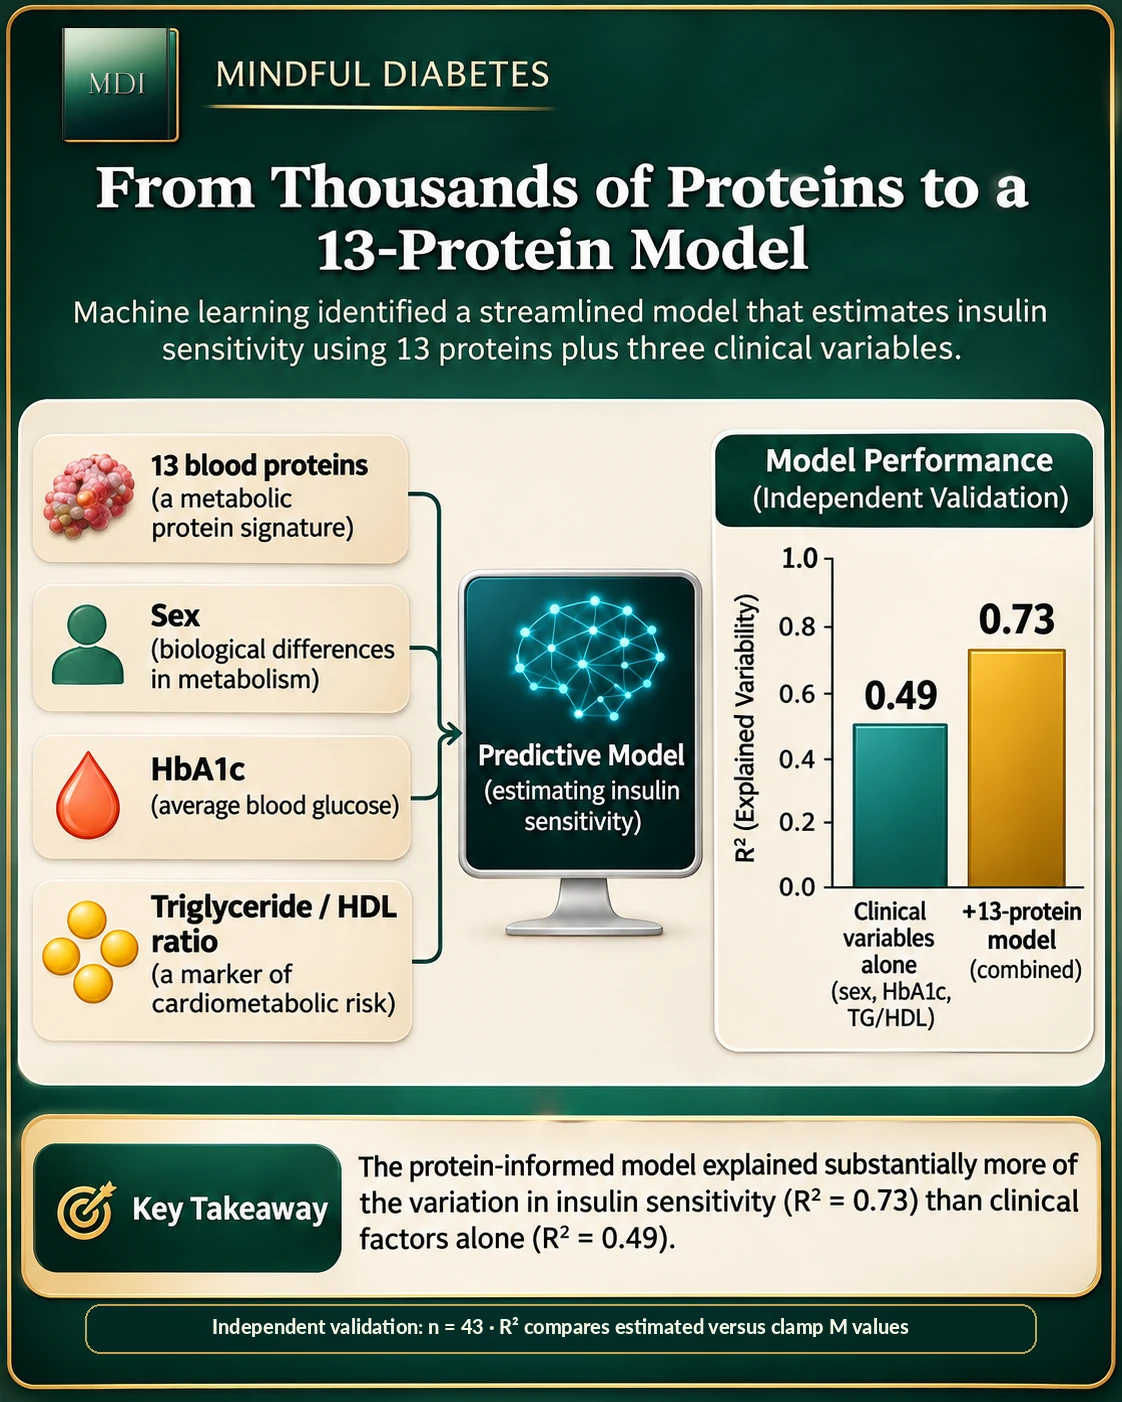 MDI
MINDFUL DIABETES
From Thousands of Proteins to a
13-Protein Model
Machine learning identified a streamlined model that estimates insulin
sensitivity using 13 proteins plus three clinical variables.
13 blood proteins
(a metabolic
protein signature)
Sex
(biological differences
in metabolism)
HbA1c
(average blood glucose)
Triglyceride / HDL
ratio
(a marker of
cardiometabolic risk)
Predictive Model
(estimating insulin
sensitivity)
Model Performance
(Independent Validation)
R² (Explained Variability)
1.0
0.8
0.6
0.4
0.2
0.0
0.49
0.73
Clinical
variables
alone
(sex, HbA1c,
TG/HDL)
+13-protein
model
(combined)
Key Takeaway
The protein-informed model explained substantially more of
the variation in insulin sensitivity (R² = 0.73) than clinical
factors alone (R² = 0.49).
Independent validation: n = 43 · R² compares estimated versus clamp M values